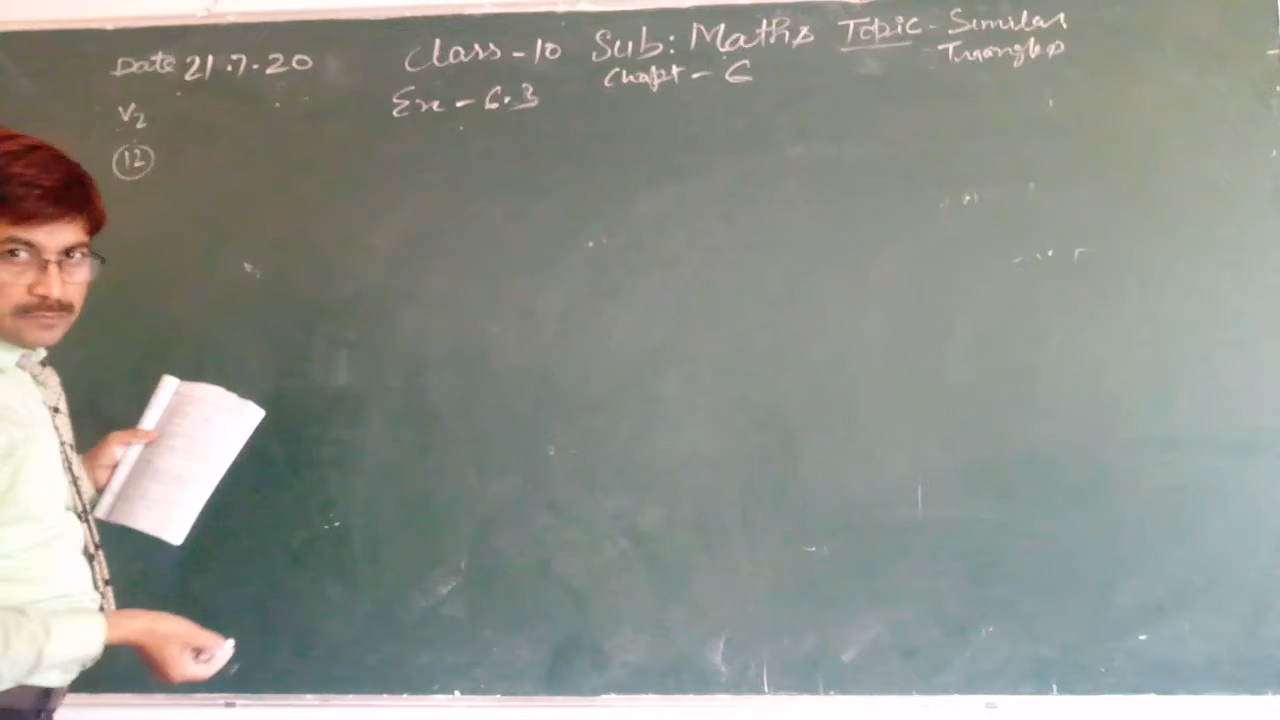 Date 21.7.20 Class-10 Sub: Maths Topic - Similar
Triangles
Chapt - 6
V2 Ex - 6.3
12